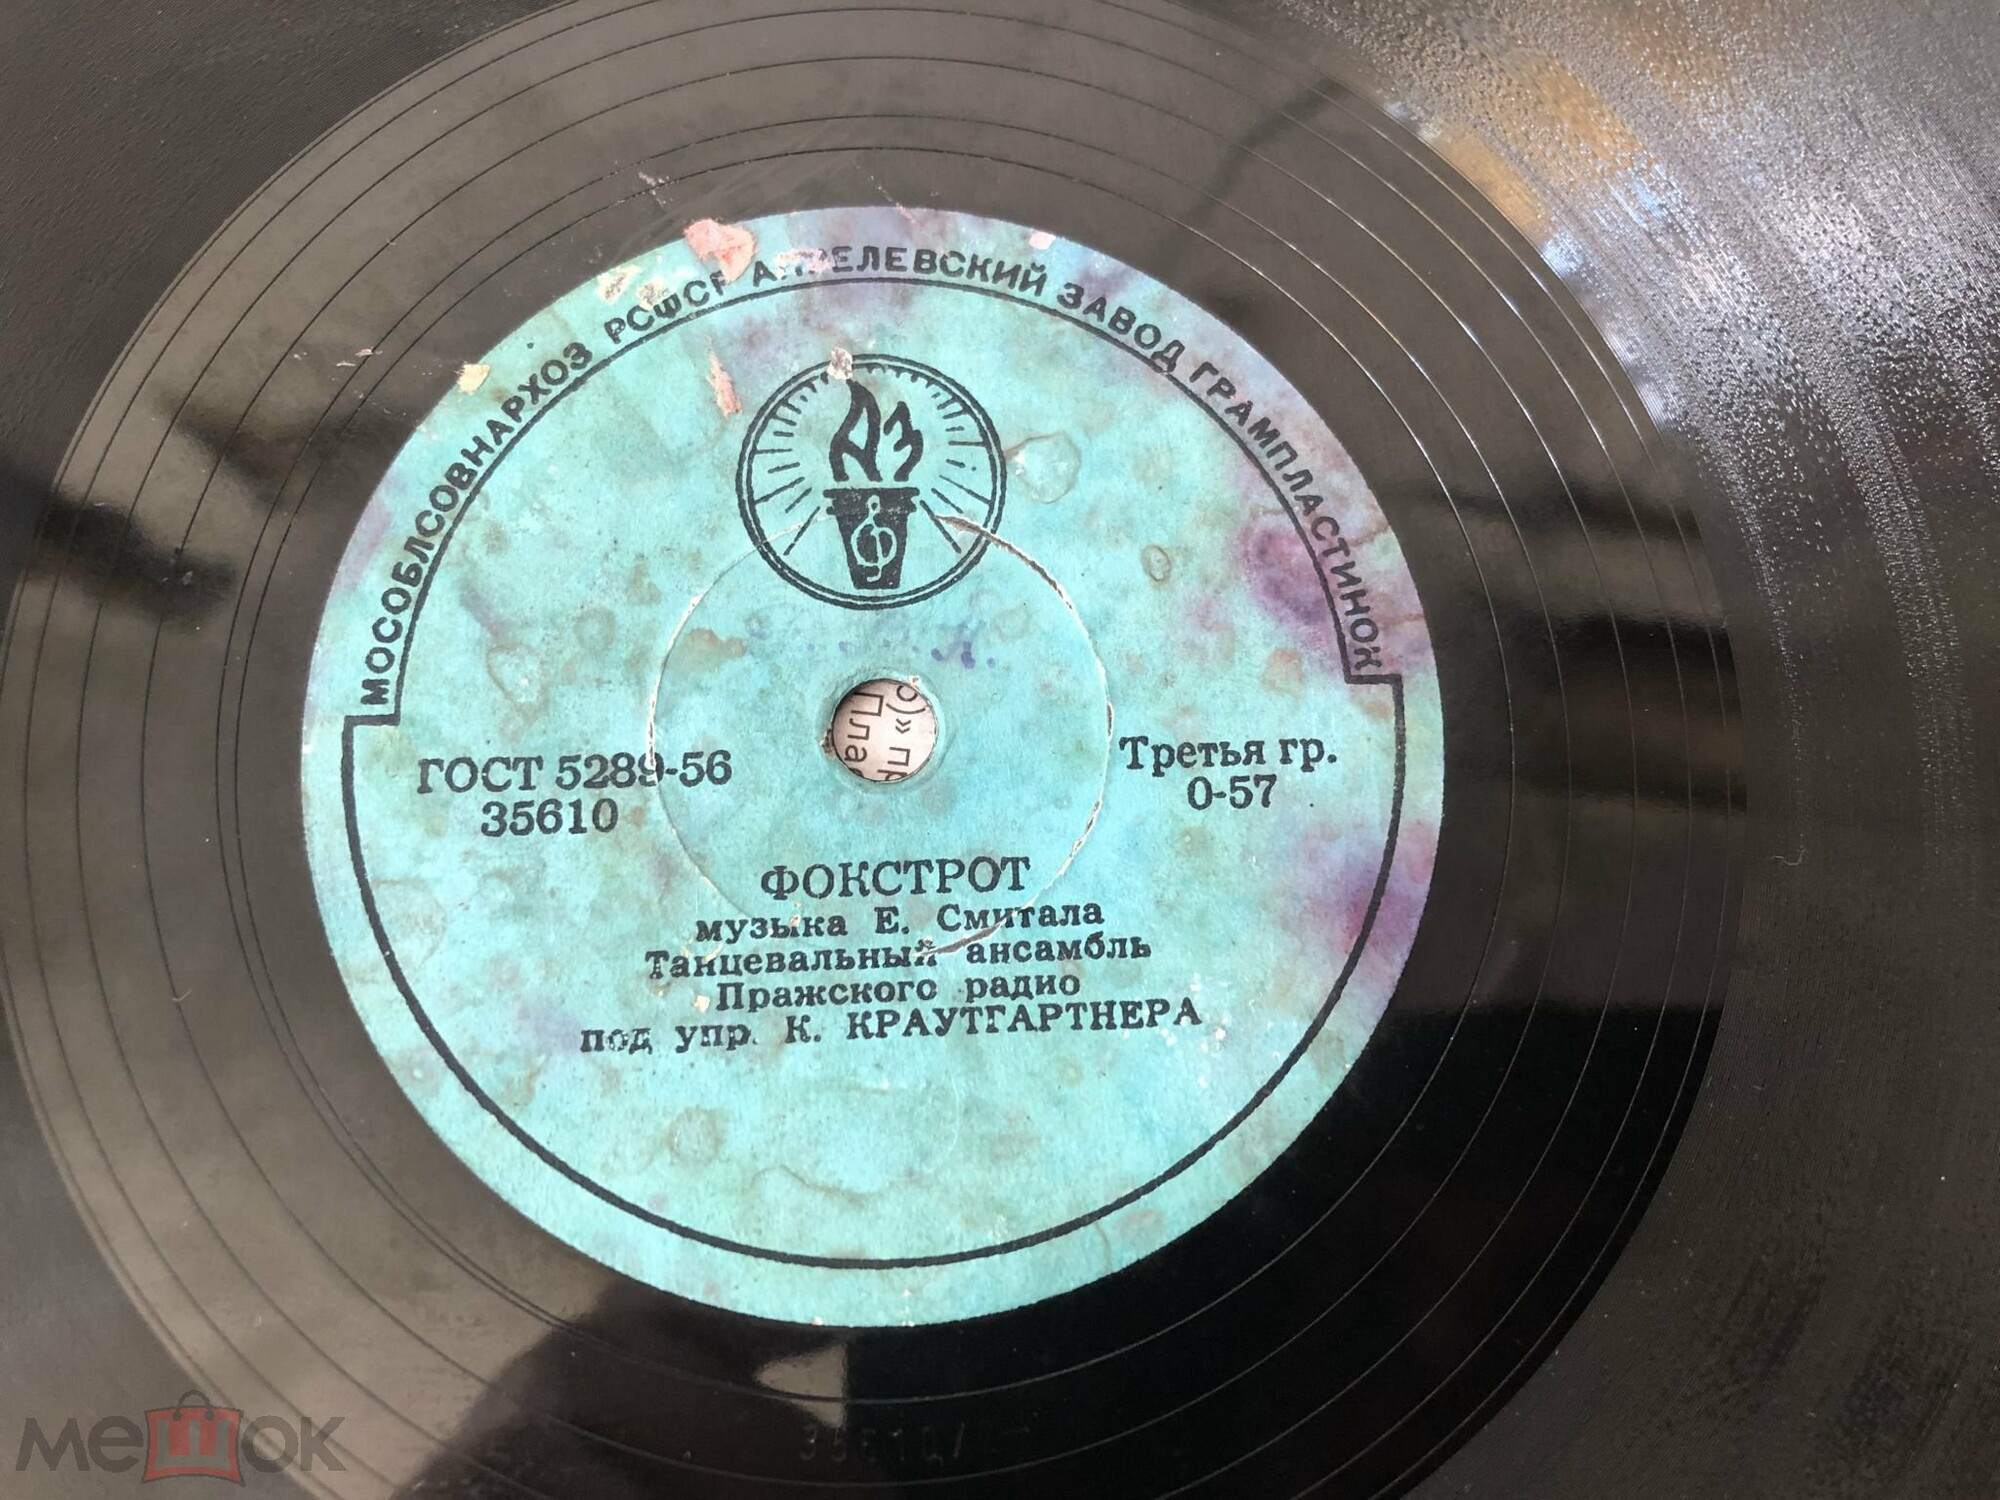 МОСОБЛСОВНАРХОЗ РСФСР АПРЕЛЕВСКИЙ ЗАВОД ГРАМПЛАСТИНОК
АЗ
ГОСТ 5289-56
35610
Третья гр.
0-57
ФОКСТРОТ
музыка Е. Смитала
Танцевальный ансамбль
Пражского радио
под упр. К. КРАУТГАРТНЕРА
мешок